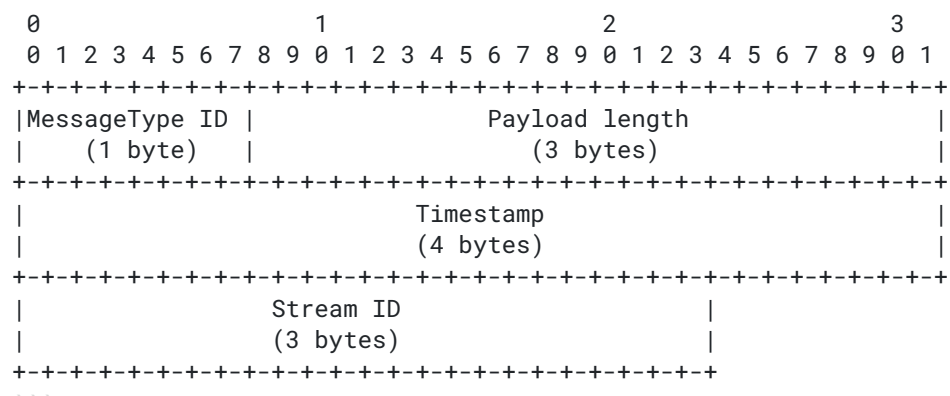 0                   1                   2                   3
 0 1 2 3 4 5 6 7 8 9 0 1 2 3 4 5 6 7 8 9 0 1 2 3 4 5 6 7 8 9 0 1
+-+-+-+-+-+-+-+-+-+-+-+-+-+-+-+-+-+-+-+-+-+-+-+-+-+-+-+-+-+-+-+-+
|MessageType ID |                Payload length                 |
|    (1 byte)   |                   (3 bytes)                   |
+-+-+-+-+-+-+-+-+-+-+-+-+-+-+-+-+-+-+-+-+-+-+-+-+-+-+-+-+-+-+-+-+
|                           Timestamp                           |
|                           (4 bytes)                           |
+-+-+-+-+-+-+-+-+-+-+-+-+-+-+-+-+-+-+-+-+-+-+-+-+-+-+-+-+-+-+-+-+
|                 Stream ID                     |
|                 (3 bytes)                     |
+-+-+-+-+-+-+-+-+-+-+-+-+-+-+-+-+-+-+-+-+-+-+-+-+